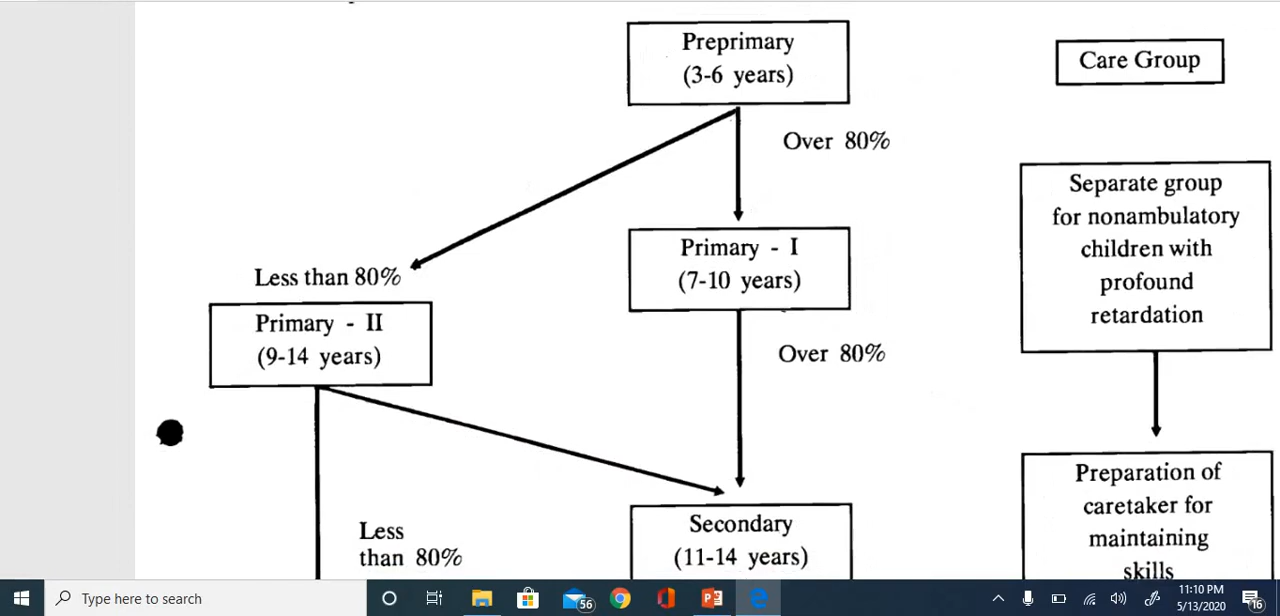 Preprimary
(3-6 years)
Care Group
Over 80%
Separate group
for nonambulatory
children with
profound
retardation
Primary - I
(7-10 years)
Less than 80%
Primary - II
(9-14 years)
Over 80%
Preparation of
caretaker for
maintaining
skills
Secondary
(11-14 years)
Less
than 80%
Type here to search
56
11:10 PM
5/13/2020
16